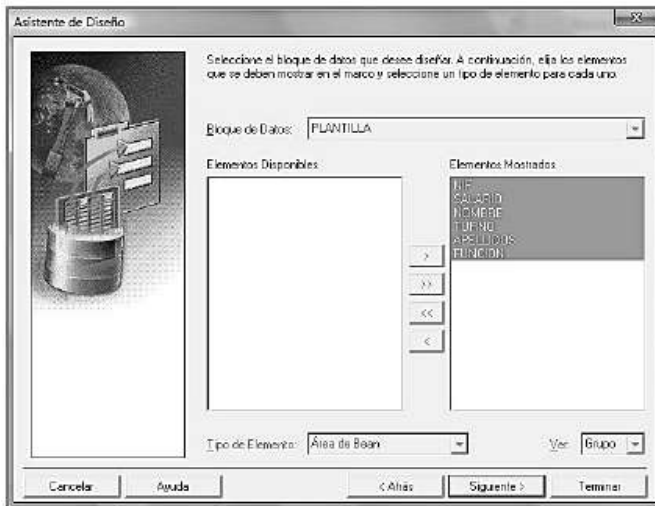 Asistente de Diseño
Seleccione el bloque de datos que desee diseñar. A continuación, elija los elementos
que se deben mostrar en el marco y seleccione un tipo de elemento para cada uno.
Bloque de Datos: PLANTILLA
Elementos Disponibles
Elementos Mostrados
NIF
SALARIO
NOMBRE
TURNO
APELLIDOS
FUNCION
>
>>
<<
<
Tipo de Elemento: Área de Bean
Ver: Grupo
Cancelar
Ayuda
< Atrás
Siguiente >
Terminar